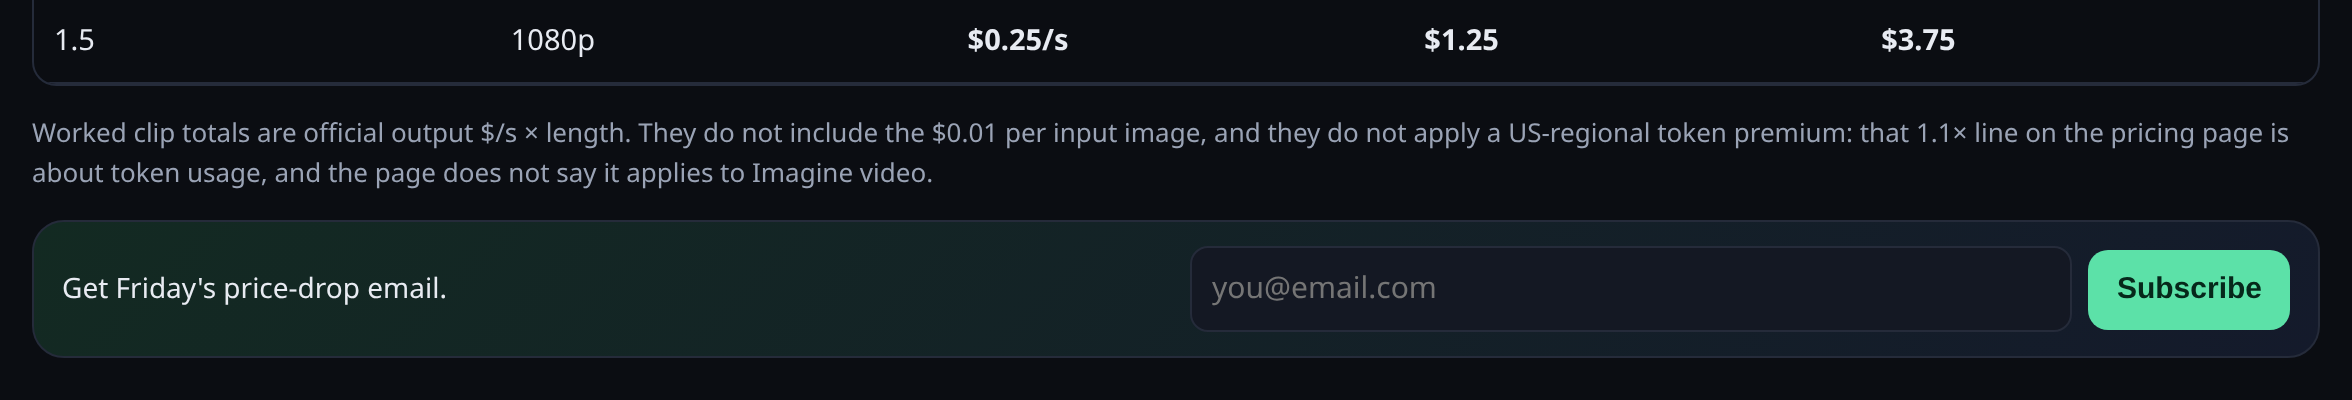 1.5 1080p $0.25/s $1.25 $3.75
Worked clip totals are official output $/s × length. They do not include the $0.01 per input image, and they do not apply a US-regional token premium: that 1.1× line on the pricing page is
about token usage, and the page does not say it applies to Imagine video.
Get Friday's price-drop email. you@email.com Subscribe